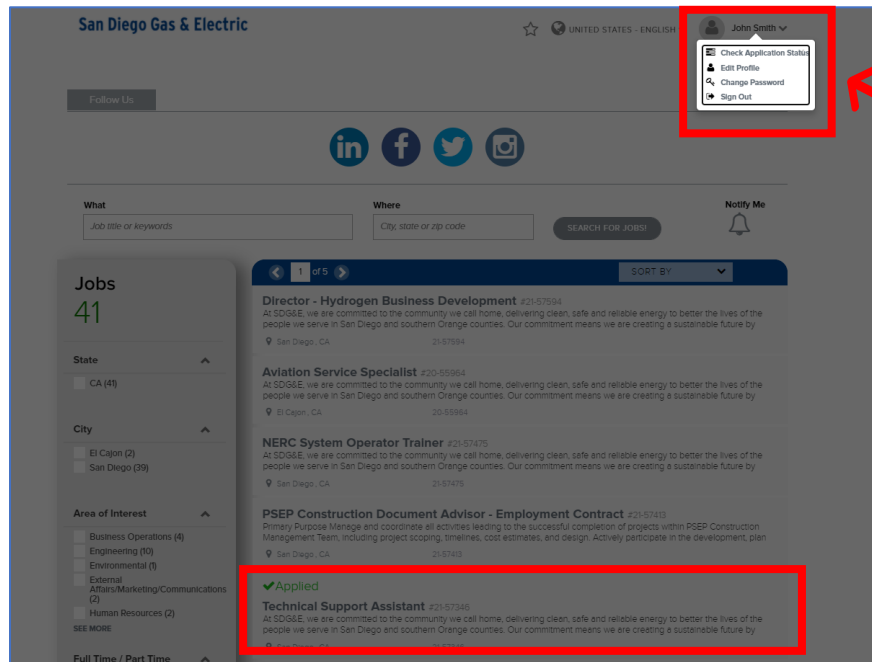 San Diego Gas & Electric
UNITED STATES - ENGLISH
John Smith
Check Application Status
Edit Profile
Change Password
Sign Out
Follow Us
in f
What
Where
Notify Me
Job title or keywords
City, state or zip code
SEARCH FOR JOBS!
Jobs
41
State
CA (41)
City
El Cajon (2)
San Diego (39)
Area of Interest
Business Operations (4)
Engineering (10)
Environmental (1)
External
Affairs/Marketing/Communications
(2)
Human Resources (2)
SEE MORE
Full Time / Part Time
1 of 5
SORT BY
Director - Hydrogen Business Development #21-57594
At SDG&E, we are committed to the community we call home, delivering clean, safe and reliable energy to better the lives of the
people we serve in San Diego and southern Orange counties. Our commitment means we are creating a sustainable future by
San Diego, CA 21-57594
Aviation Service Specialist #20-55964
At SDG&E, we are committed to the community we call home, delivering clean, safe and reliable energy to better the lives of the
people we serve in San Diego and southern Orange counties. Our commitment means we are creating a sustainable future by
El Cajon, CA 20-55964
NERC System Operator Trainer #21-57475
At SDG&E, we are committed to the community we call home, delivering clean, safe and reliable energy to better the lives of the
people we serve in San Diego and southern Orange counties. Our commitment means we are creating a sustainable future by
San Diego, CA 21-57475
PSEP Construction Document Advisor - Employment Contract #21-57413
Primary Purpose Manage and coordinate all activities leading to the successful completion of projects within PSEP Construction
Management Team, including project scoping, timelines, cost estimates, and design. Actively participate in the development, plan
San Diego, CA 21-57413
Applied
Technical Support Assistant #21-57346
At SDG&E, we are committed to the community we call home, delivering clean, safe and reliable energy to better the lives of the
people we serve in San Diego and southern Orange counties. Our commitment means we are creating a sustainable future by
San Diego, CA 21-57346